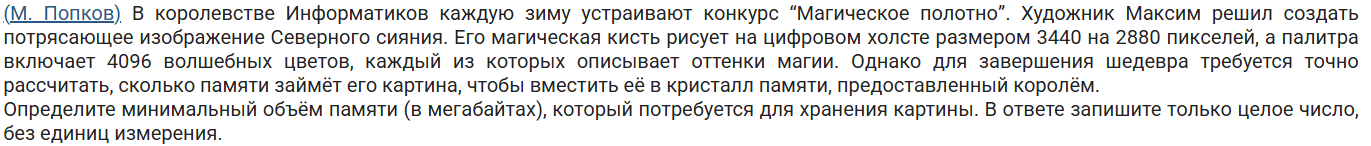 (М. Попков) В королевстве Информатиков каждую зиму устраивают конкурс “Магическое полотно”. Художник Максим решил создать
потрясающее изображение Северного сияния. Его магическая кисть рисует на цифровом холсте размером 3440 на 2880 пикселей, а палитра
включает 4096 волшебных цветов, каждый из которых описывает оттенки магии. Однако для завершения шедевра требуется точно
рассчитать, сколько памяти займёт его картина, чтобы вместить её в кристалл памяти, предоставленный королём.
Определите минимальный объём памяти (в мегабайтах), который потребуется для хранения картины. В ответе запишите только целое число,
без единиц измерения.